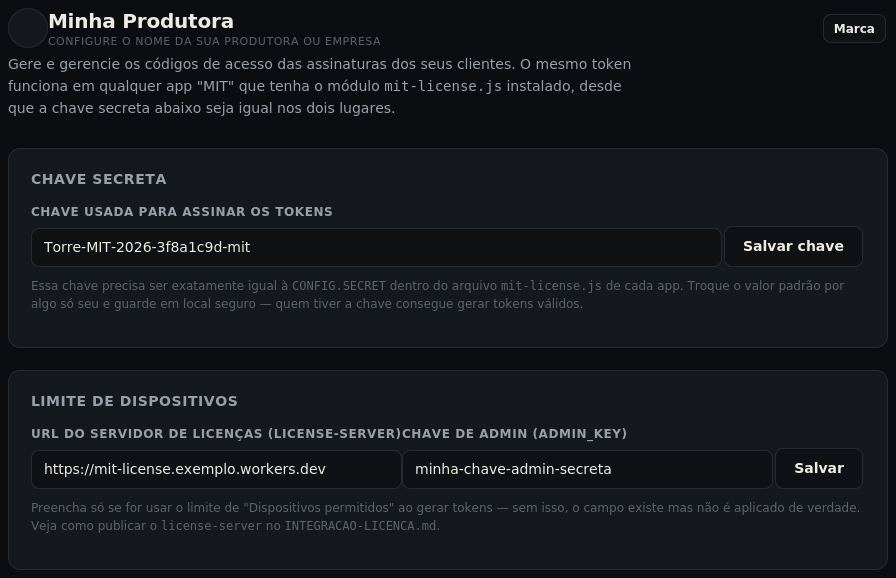 Minha Produtora
CONFIGURE O NOME DA SUA PRODUTORA OU EMPRESA
Marca
Gere e gerencie os códigos de acesso das assinaturas dos seus clientes. O mesmo token
funciona em qualquer app "MIT" que tenha o módulo mit-license.js instalado, desde
que a chave secreta abaixo seja igual nos dois lugares.
CHAVE SECRETA
CHAVE USADA PARA ASSINAR OS TOKENS
Torre-MIT-2026-3f8a1c9d-mit
Salvar chave
Essa chave precisa ser exatamente igual à CONFIG.SECRET dentro do arquivo mit-license.js de cada app. Troque o valor padrão por
algo só seu e guarde em local seguro — quem tiver a chave consegue gerar tokens válidos.
LIMITE DE DISPOSITIVOS
URL DO SERVIDOR DE LICENÇAS (LICENSE-SERVER)
CHAVE DE ADMIN (ADMIN_KEY)
https://mit-license.exemplo.workers.dev
minha-chave-admin-secreta
Salvar
Preencha só se for usar o limite de "Dispositivos permitidos" ao gerar tokens — sem isso, o campo existe mas não é aplicado de verdade.
Veja como publicar o license-server no INTEGRACAO-LICENCA.md.